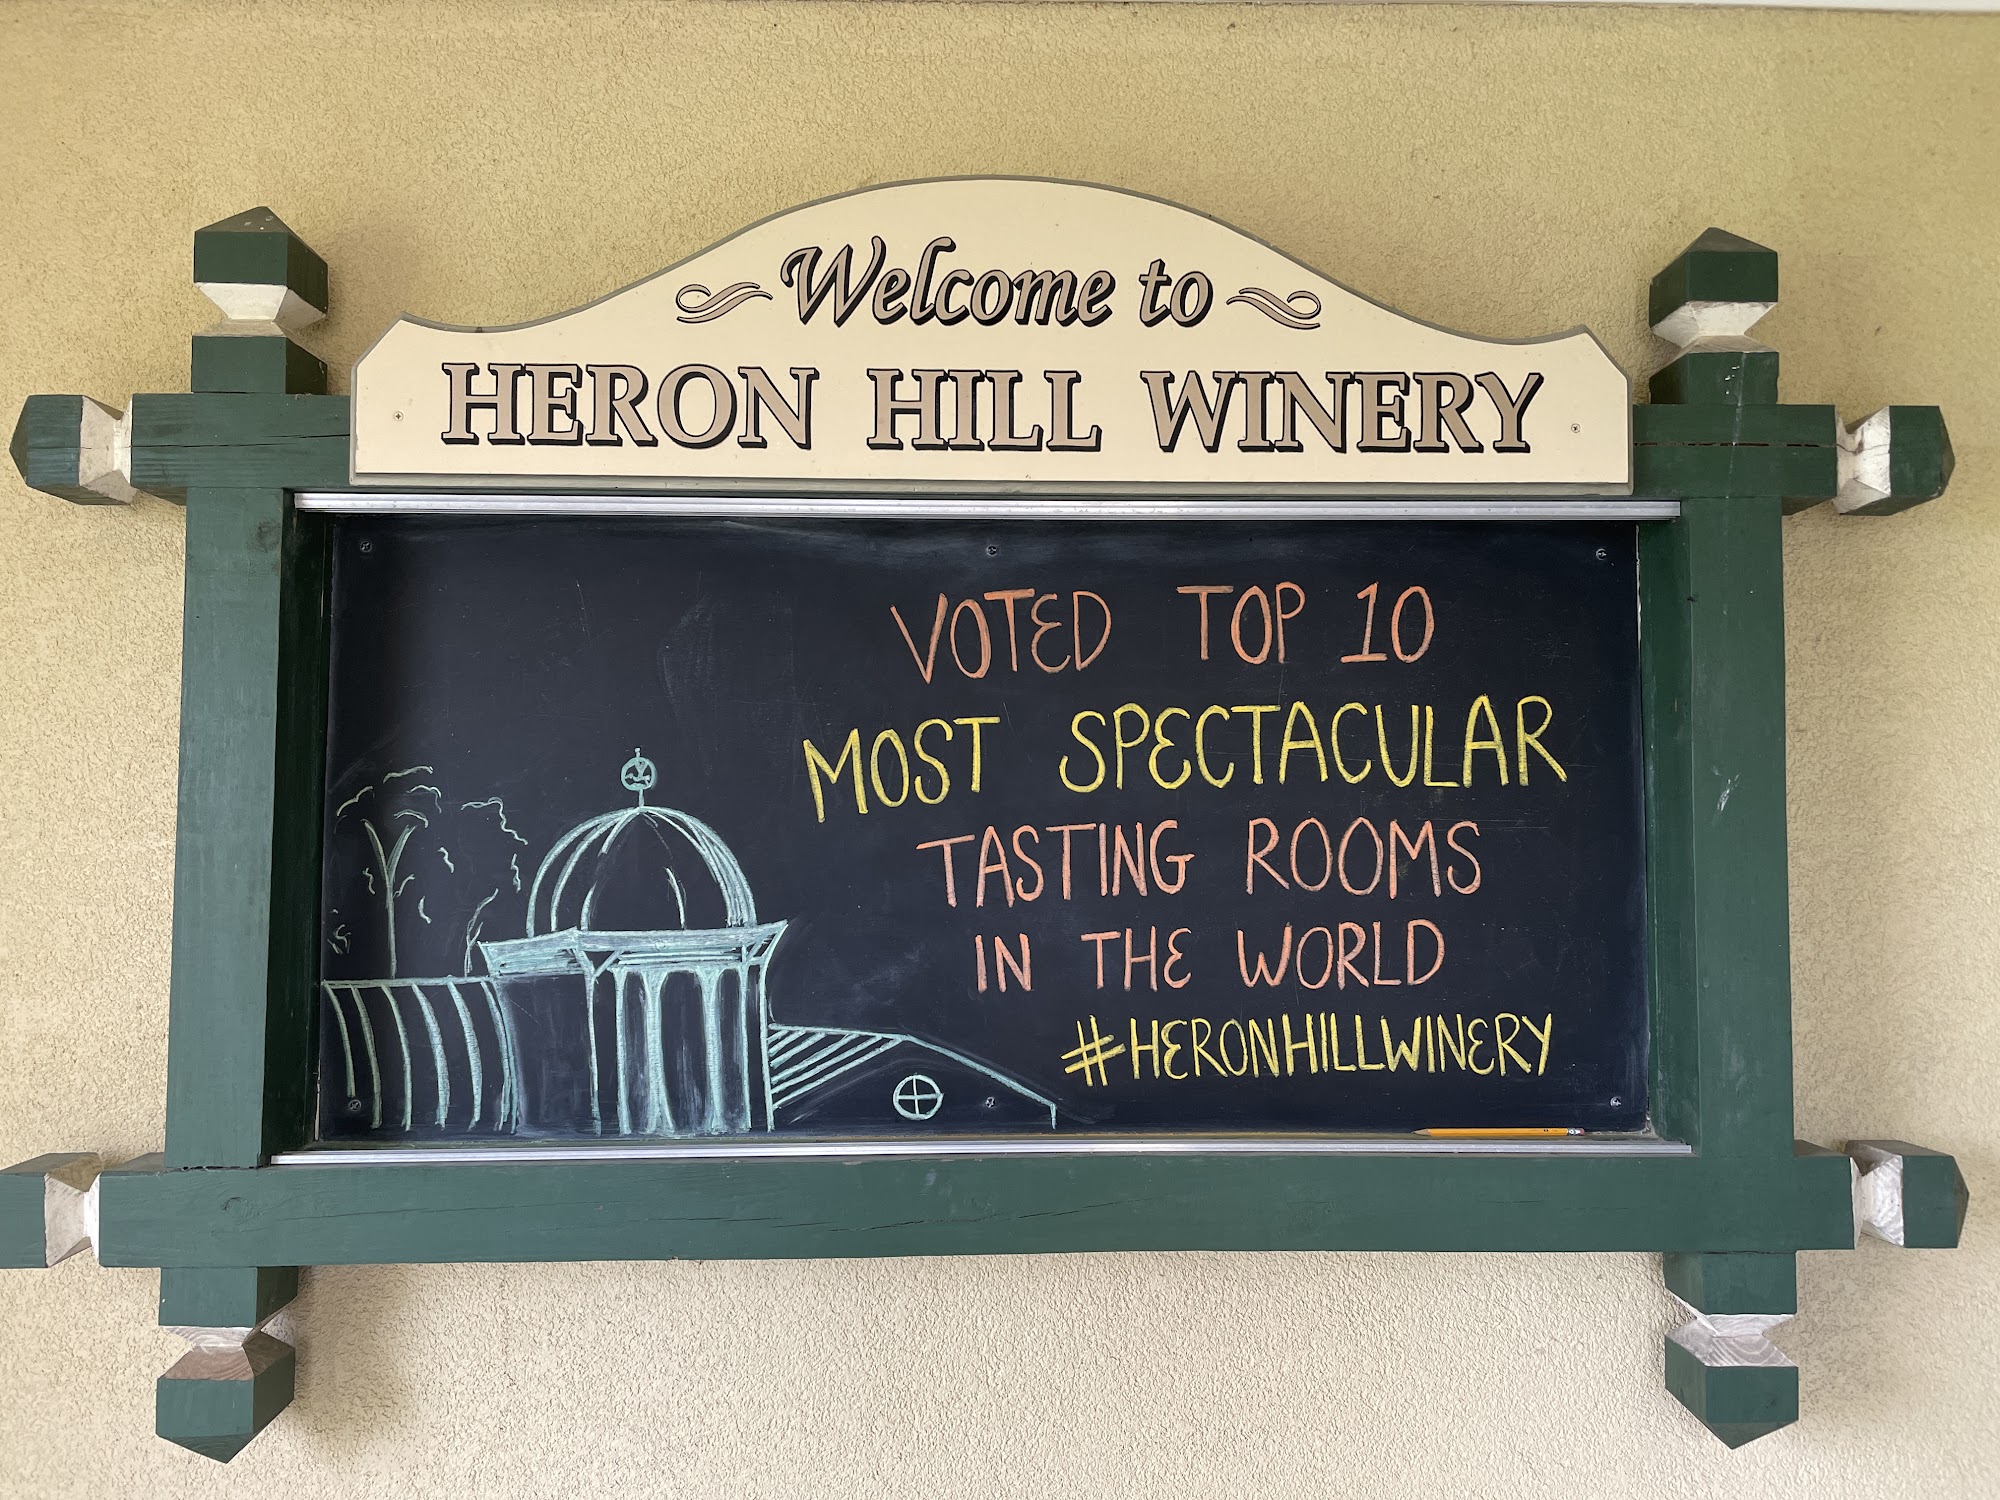 Welcome to
HERON HILL WINERY
VOTED TOP 10
MOST SPECTACULAR
TASTING ROOMS
IN THE WORLD
#HERONHILLWINERY